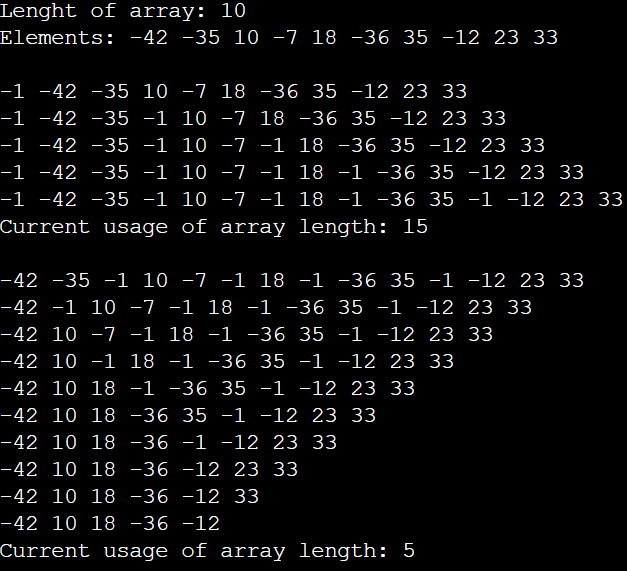 Lenght of array: 10
Elements: -42 -35 10 -7 18 -36 35 -12 23 33
-1 -42 -35 10 -7 18 -36 35 -12 23 33
-1 -42 -35 -1 10 -7 18 -36 35 -12 23 33
-1 -42 -35 -1 10 -7 -1 18 -36 35 -12 23 33
-1 -42 -35 -1 10 -7 -1 18 -1 -36 35 -12 23 33
-1 -42 -35 -1 10 -7 -1 18 -1 -36 35 -1 -12 23 33
Current usage of array length: 15
-42 -35 -1 10 -7 -1 18 -1 -36 35 -1 -12 23 33
-42 -1 10 -7 -1 18 -1 -36 35 -1 -12 23 33
-42 10 -7 -1 18 -1 -36 35 -1 -12 23 33
-42 10 -1 18 -1 -36 35 -1 -12 23 33
-42 10 18 -1 -36 35 -1 -12 23 33
-42 10 18 -36 35 -1 -12 23 33
-42 10 18 -36 -1 -12 23 33
-42 10 18 -36 -12 23 33
-42 10 18 -36 -12 33
-42 10 18 -36 -12
Current usage of array length: 5